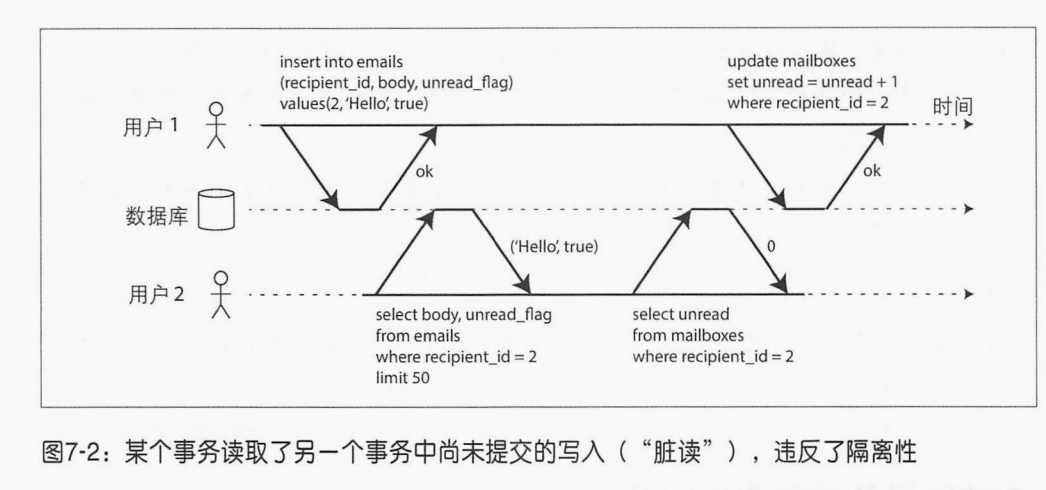 insert into emails
(recipient_id, body, unread_flag)
values(2, ‘Hello’, true)
update mailboxes
set unread = unread + 1
where recipient_id = 2
时间
用户 1
ok
ok
数据库
(‘Hello’, true)
0
用户 2
select body, unread_flag
from emails
where recipient_id = 2
limit 50
select unread
from mailboxes
where recipient_id = 2
图7-2：某个事务读取了另一个事务中尚未提交的写入（“脏读”），违反了隔离性